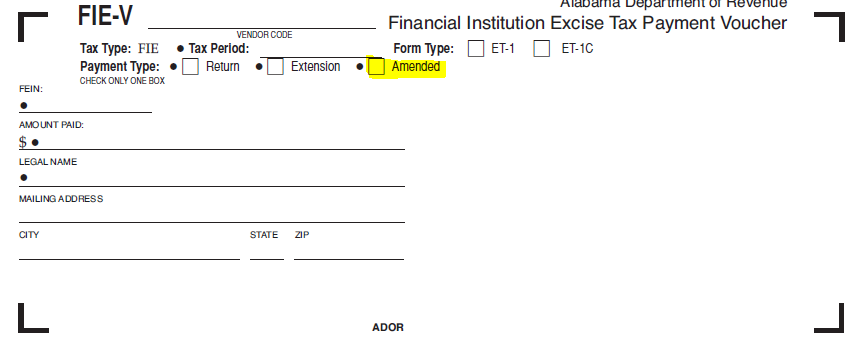 Alabama Department of Revenue
FIE-V
VENDOR CODE
Financial Institution Excise Tax Payment Voucher
Tax Type: FIE ● Tax Period: Form Type: ☐ ET-1 ☐ ET-1C
Payment Type: ● ☐ Return ● ☐ Extension ● ☐ Amended
CHECK ONLY ONE BOX
FEIN:
●
AMOUNT PAID:
$ ●
LEGAL NAME
●
MAILING ADDRESS
CITY STATE ZIP
ADOR